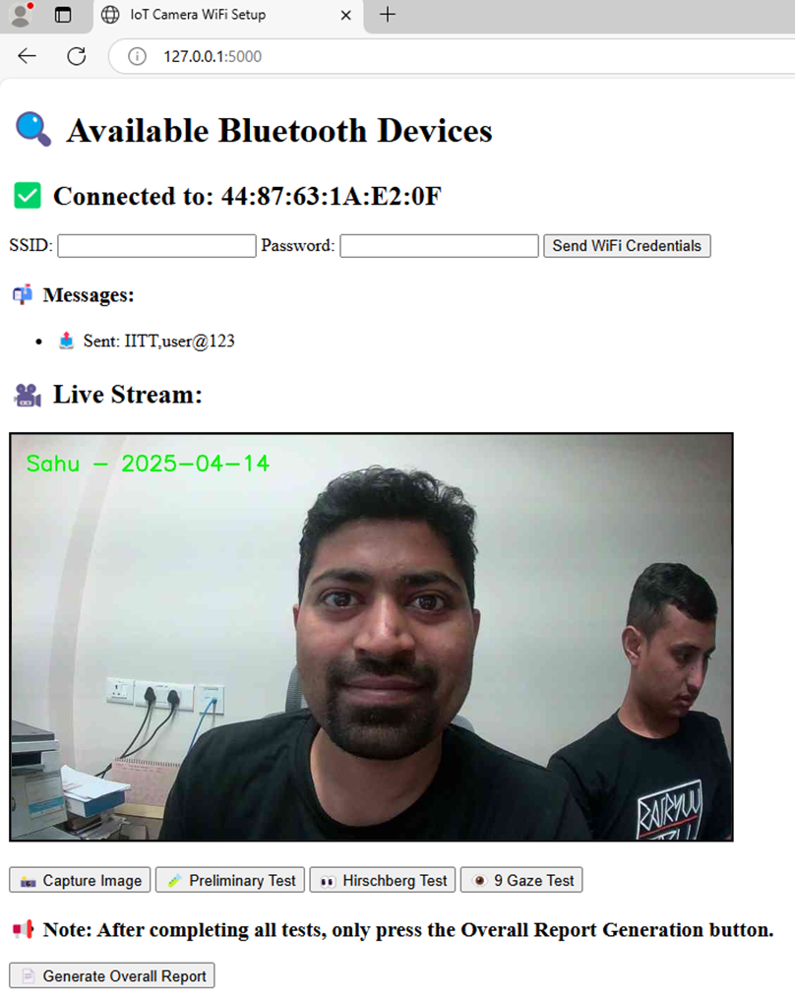 IoT Camera WiFi Setup
127.0.0.1:5000
Available Bluetooth Devices
Connected to: 44:87:63:1A:E2:0F
SSID: Password: Send WiFi Credentials
Messages:
Sent: IITT,user@123
Live Stream:
Sahu - 2025-04-14
Capture Image Preliminary Test Hirschberg Test 9 Gaze Test
Note: After completing all tests, only press the Overall Report Generation button.
Generate Overall Report